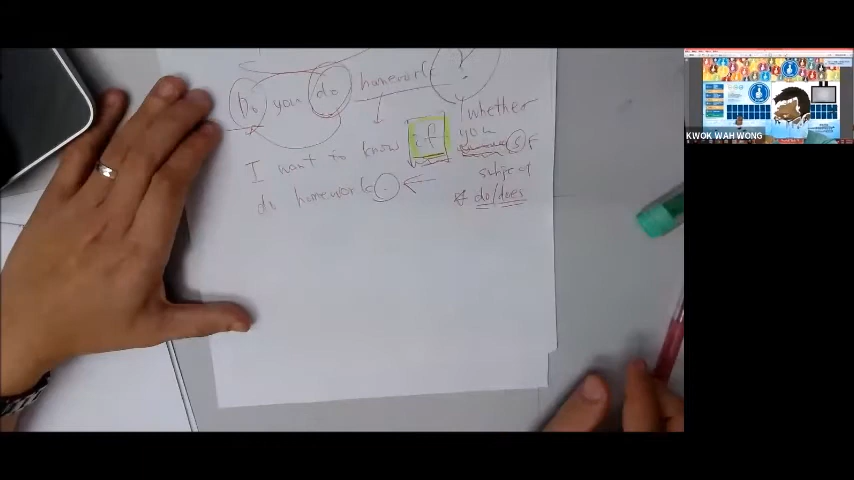 Do you do homework ?
whether
I want to know if you S F
do homework . subject
do/does
KWOK WAH WONG